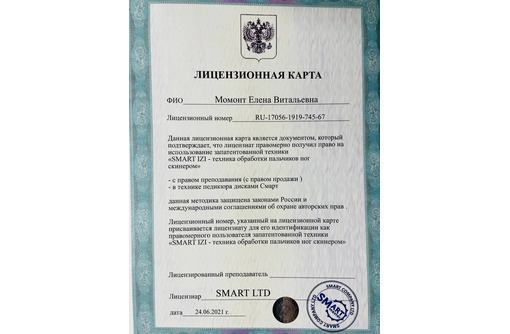 ЛИЦЕНЗИОННАЯ КАРТА
ФИО Момонт Елена Витальевна
Лицензионный номер RU-17056-1919-745-67
Данная лицензионная карта является документом, который
подтверждает, что лицензиат правомерно получил право на
использование запатентованной техники
«SMART IZI - техника обработки пальчиков ног
скинером»
- с правом преподавания (с правом продажи )
- в технике педикюра дисками Смарт
данная методика защищена законами России и
международными соглашениями об охране авторских прав .
Лицензионный номер, указанный на лицензионной карте
присваивается лицензиату для его идентификации как
правомерного пользователя запатентованной техники
«SMART IZI - техника обработки пальчиков ног скинером»
Лицензированный преподаватель
Лицензиар SMART LTD
дата 24.06.2021 г.
SMART